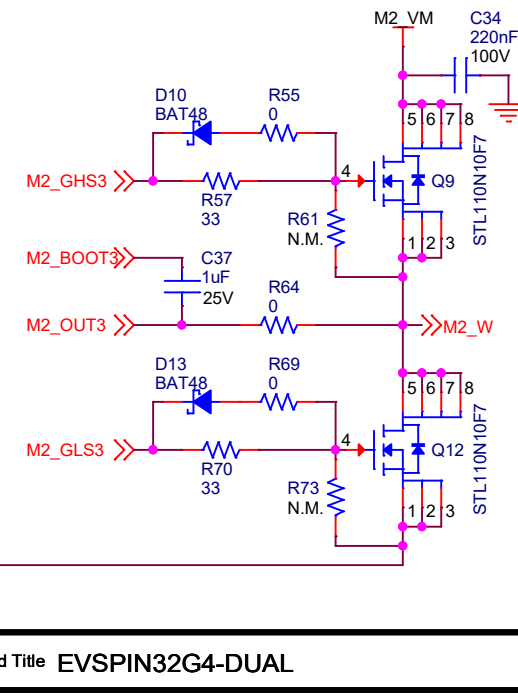 M2_VM
C34
220nF
100V
D10
BAT48
R55
0
5 6 7 8
4
M2_GHS3
Q9
STL110N10F7
R57
33
R61
N.M.
1 2 3
M2_BOOT3
C37
1uF
25V
R64
0
M2_OUT3
M2_W
D13
BAT48
R69
0
5 6 7 8
4
M2_GLS3
Q12
STL110N10F7
R70
33
R73
N.M.
1 2 3
d Title EVSPIN32G4-DUAL